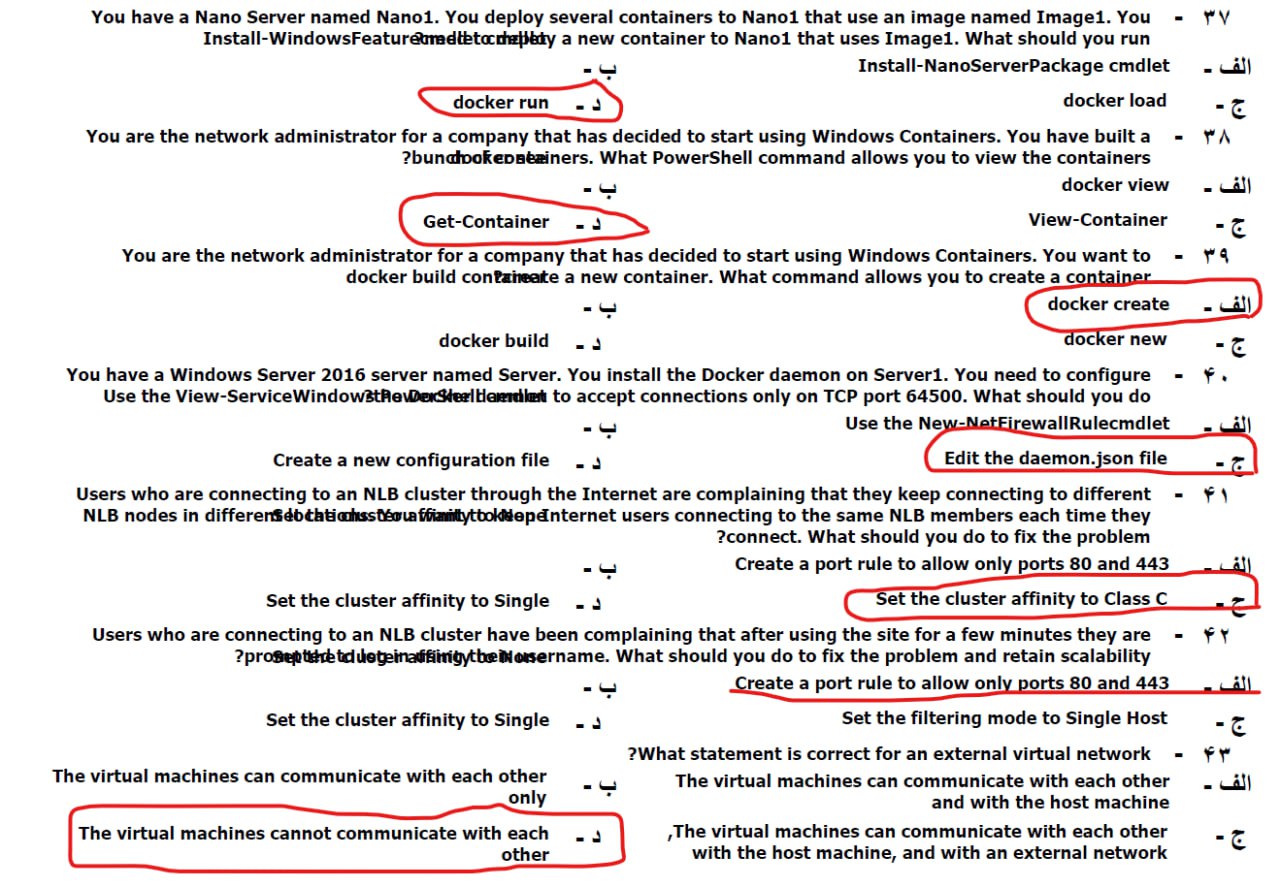 ۳۷ - You have a Nano Server named Nano1. You deploy several containers to Nano1 that use an image named Image1. You
need to deploy a new container to Nano1 that uses Image1. What should you run?
الف - Install-NanoServerPackage cmdlet
ب - Install-WindowsFeature cmdlet
ج - docker load
د - docker run
۳۸ - You are the network administrator for a company that has decided to start using Windows Containers. You have built a
bunch of containers. What PowerShell command allows you to view the containers?
الف - docker view
ب - docker see
ج - View-Container
د - Get-Container
۳۹ - You are the network administrator for a company that has decided to start using Windows Containers. You want to
create a new container. What command allows you to create a container?
الف - docker create
ب - docker build container
ج - docker new
د - docker build
۴۰ - You have a Windows Server 2016 server named Server. You install the Docker daemon on Server1. You need to configure
the Docker daemon to accept connections only on TCP port 64500. What should you do?
الف - Use the New-NetFirewallRulecmdlet
ب - Use the View-ServiceWindows PowerShell cmdlet
ج - Edit the daemon.json file
د - Create a new configuration file
۴۱ - Users who are connecting to an NLB cluster through the Internet are complaining that they keep connecting to different
NLB nodes in different locations. You want to keep Internet users connecting to the same NLB members each time they
connect. What should you do to fix the problem?
الف - Create a port rule to allow only ports 80 and 443
ب - Set the cluster affinity to None
ج - Set the cluster affinity to Class C
د - Set the cluster affinity to Single
۴۲ - Users who are connecting to an NLB cluster have been complaining that after using the site for a few minutes they are
prompted to log in using their username. What should you do to fix the problem and retain scalability?
الف - Create a port rule to allow only ports 80 and 443
ب - Set the cluster affinity to None
ج - Set the filtering mode to Single Host
د - Set the cluster affinity to Single
۴۳ - What statement is correct for an external virtual network?
الف - The virtual machines can communicate with each other
and with the host machine
ب - The virtual machines can communicate with each other
only
ج - The virtual machines can communicate with each other,
with the host machine, and with an external network
د - The virtual machines cannot communicate with each
other